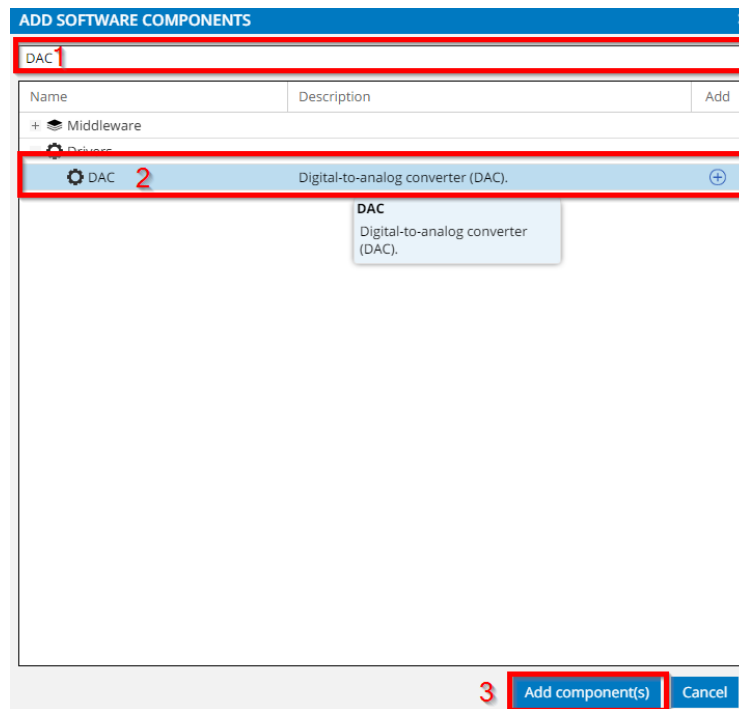 ADD SOFTWARE COMPONENTS
DAC 1
Name Description Add
+ Middleware
Drivers
DAC 2 Digital-to-analog converter (DAC). +
DAC
Digital-to-analog converter
(DAC).
3 Add component(s) Cancel